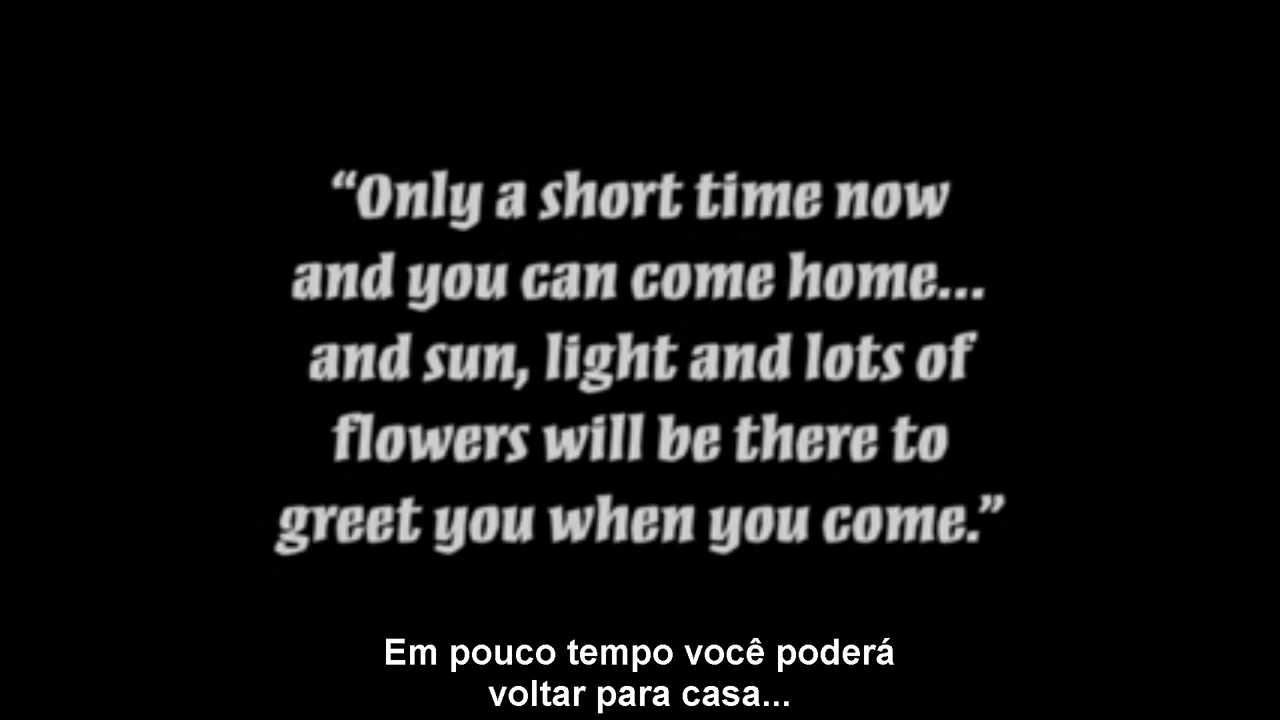 “Only a short time now
and you can come home...
and sun, light and lots of
flowers will be there to
greet you when you come.”
Em pouco tempo você poderá
voltar para casa...